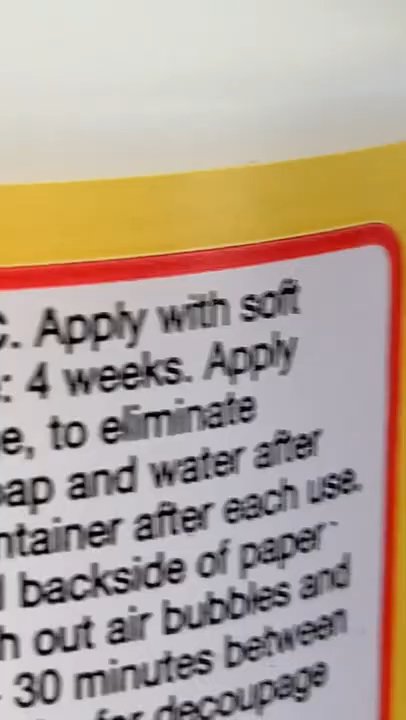 C. Apply with soft
: 4 weeks. Apply
e, to eliminate
oap and water after
ntainer after each use.
backside of paper
h out air bubbles and
30 minutes between
for decoupage